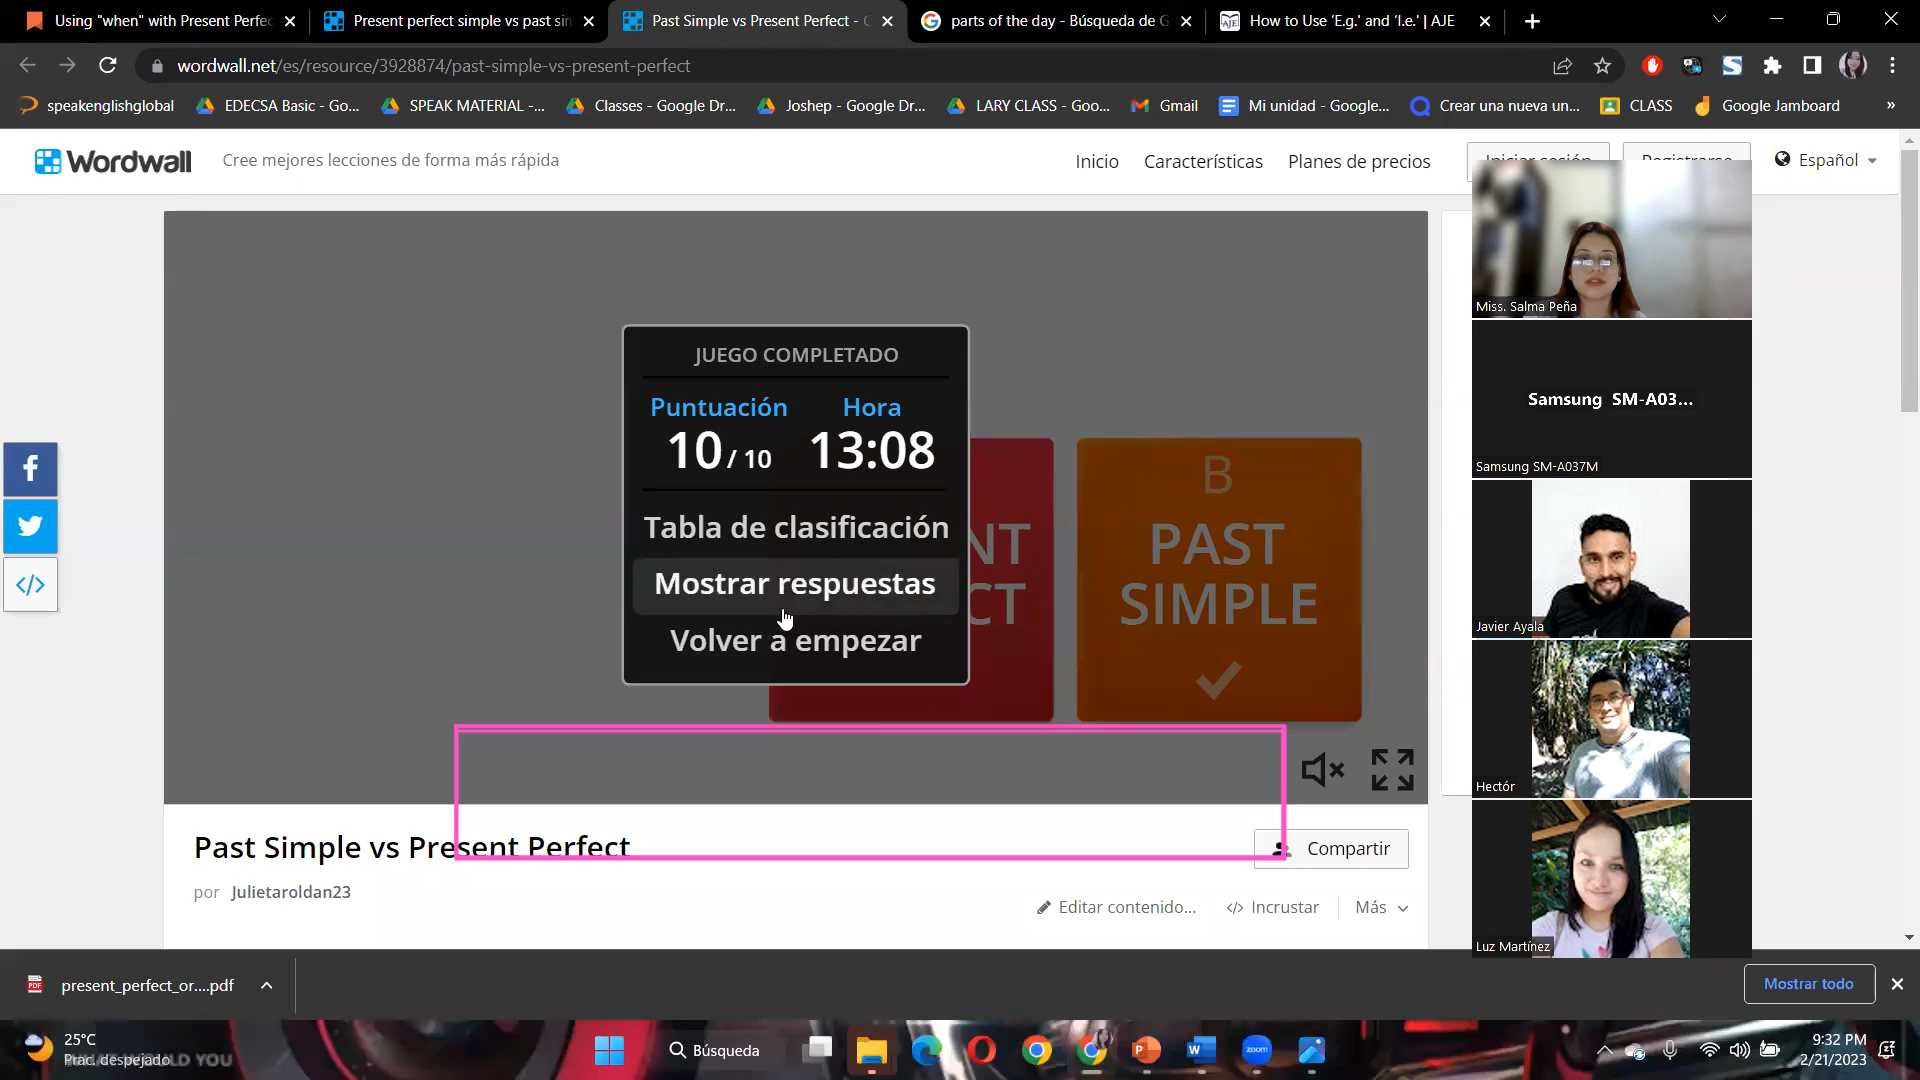 Using "when" with Present Perfec
Present perfect simple vs past sin
Past Simple vs Present Perfect - C
parts of the day - Búsqueda de G
How to Use 'E.g.' and 'I.e.' | AJE
wordwall.net/es/resource/3928874/past-simple-vs-present-perfect
speakenglishglobal
EDECSA Basic - Go...
SPEAK MATERIAL -...
Classes - Google Dr...
Joshep - Google Dr...
LARY CLASS - Goo...
Gmail
Mi unidad - Google...
Crear una nueva un...
CLASS
Google Jamboard
»
Wordwall
Cree mejores lecciones de forma más rápida
Inicio
Características
Planes de precios
Iniciar sesión
Registrarse
Español
JUEGO COMPLETADO
Puntuación
Hora
10/ 10
13:08
Tabla de clasificación
Mostrar respuestas
Volver a empezar
NT
CT
B
PAST
SIMPLE
Miss. Salma Peña
Samsung SM-A03...
Samsung SM-A037M
Javier Ayala
Hectór
Luz Martínez
Past Simple vs Present Perfect
por Julietaroldan23
Compartir
Editar contenido...
Incrustar
Más
present_perfect_or....pdf
Mostrar todo
25°C
Prac. despejado
Búsqueda
zoom
9:32 PM
2/21/2023